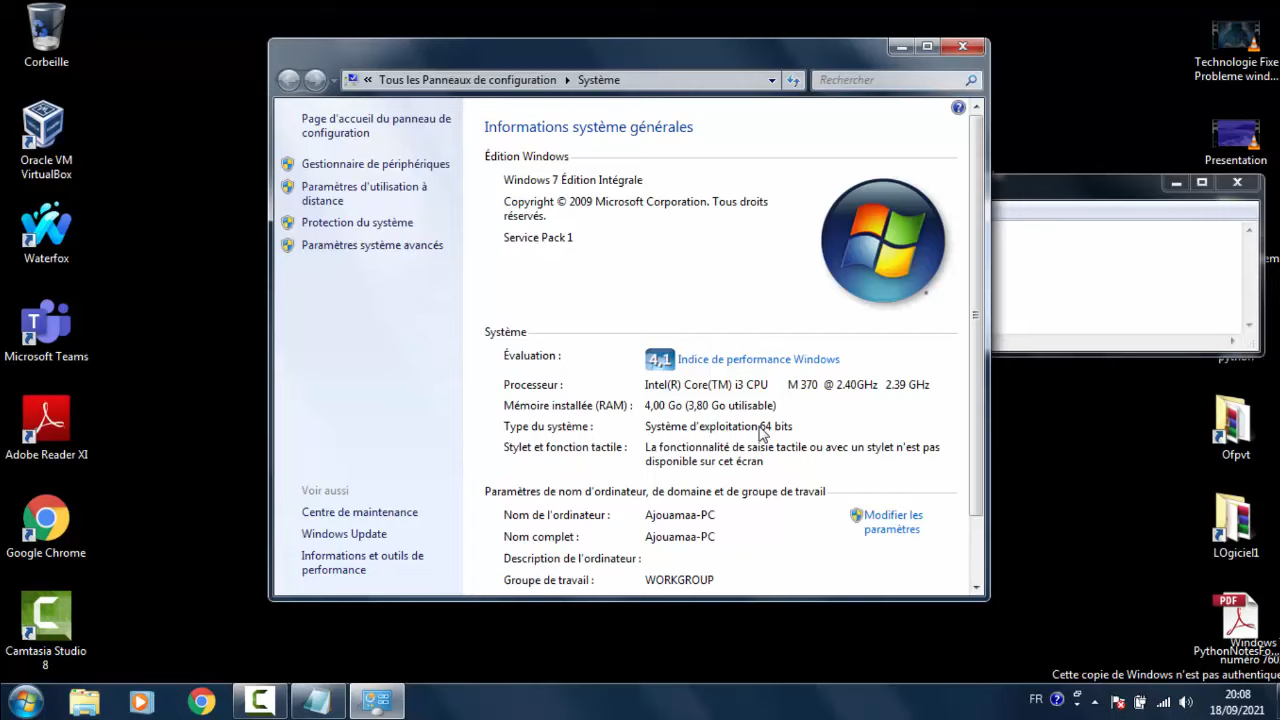 Corbeille
Oracle VM
VirtualBox
Waterfox
Microsoft Teams
Adobe Reader XI
Google Chrome
Camtasia Studio
8
« Tous les Panneaux de configuration ▸ Système
Rechercher
Page d'accueil du panneau de
configuration
Gestionnaire de périphériques
Paramètres d'utilisation à
distance
Protection du système
Paramètres système avancés
Voir aussi
Centre de maintenance
Windows Update
Informations et outils de
performance
Informations système générales
Édition Windows
Windows 7 Édition Intégrale
Copyright © 2009 Microsoft Corporation. Tous droits
réservés.
Service Pack 1
Système
Évaluation :
4,1 Indice de performance Windows
Processeur : Intel(R) Core(TM) i3 CPU M 370 @ 2.40GHz 2.39 GHz
Mémoire installée (RAM) : 4,00 Go (3,80 Go utilisable)
Type du système : Système d'exploitation 64 bits
Stylet et fonction tactile : La fonctionnalité de saisie tactile ou avec un stylet n'est pas
disponible sur cet écran
Paramètres de nom d'ordinateur, de domaine et de groupe de travail
Nom de l'ordinateur : Ajouamaa-PC
Modifier les
paramètres
Nom complet : Ajouamaa-PC
Description de l'ordinateur :
Groupe de travail : WORKGROUP
Technologie Fixe
Probleme wind...
Presentation
python
Ofpvt
LOgiciel1
PDF
Windows
PythonNotesFo...
numéro 760
Cette copie de Windows n'est pas authentique
FR
20:08
18/09/2021